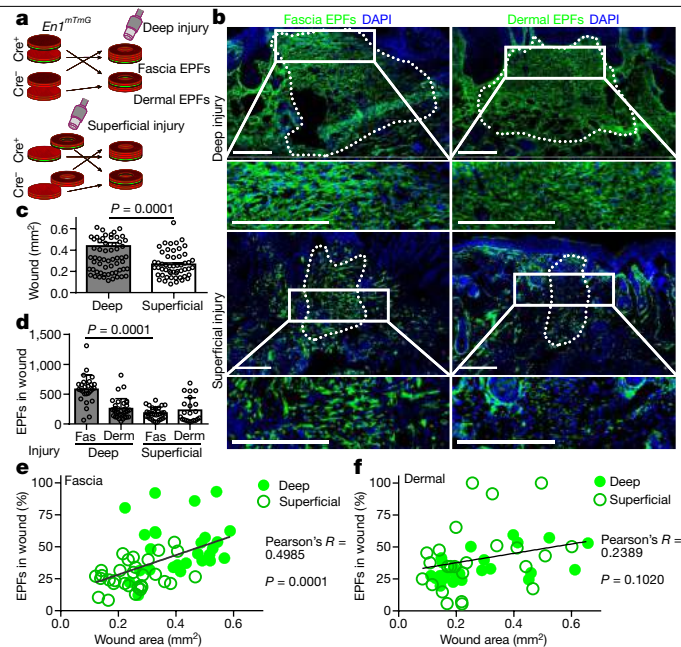 a
En1mTmG
Deep injury
Cre+
Cre−
Fascia EPFs
Dermal EPFs
Superficial injury
Cre+
Cre−
b
Fascia EPFs DAPI
Dermal EPFs DAPI
Deep injury
Superficial injury
c
P = 0.0001
Wound (mm2)
0.6
0.4
0.2
0.0
Deep
Superficial
d
P = 0.0001
EPFs in wound
1,500
1,000
500
0
Fas Derm Fas Derm
Injury
Deep
Superficial
e
Fascia
Deep
Superficial
EPFs in wound (%)
100
75
50
25
0
Pearson's R =
0.4985
P = 0.0001
0.0 0.2 0.4 0.6
Wound area (mm2)
f
Dermal
Deep
Superficial
EPFs in wound (%)
100
75
50
25
0
Pearson's R =
0.2389
P = 0.1020
0.0 0.2 0.4 0.6
Wound area (mm2)